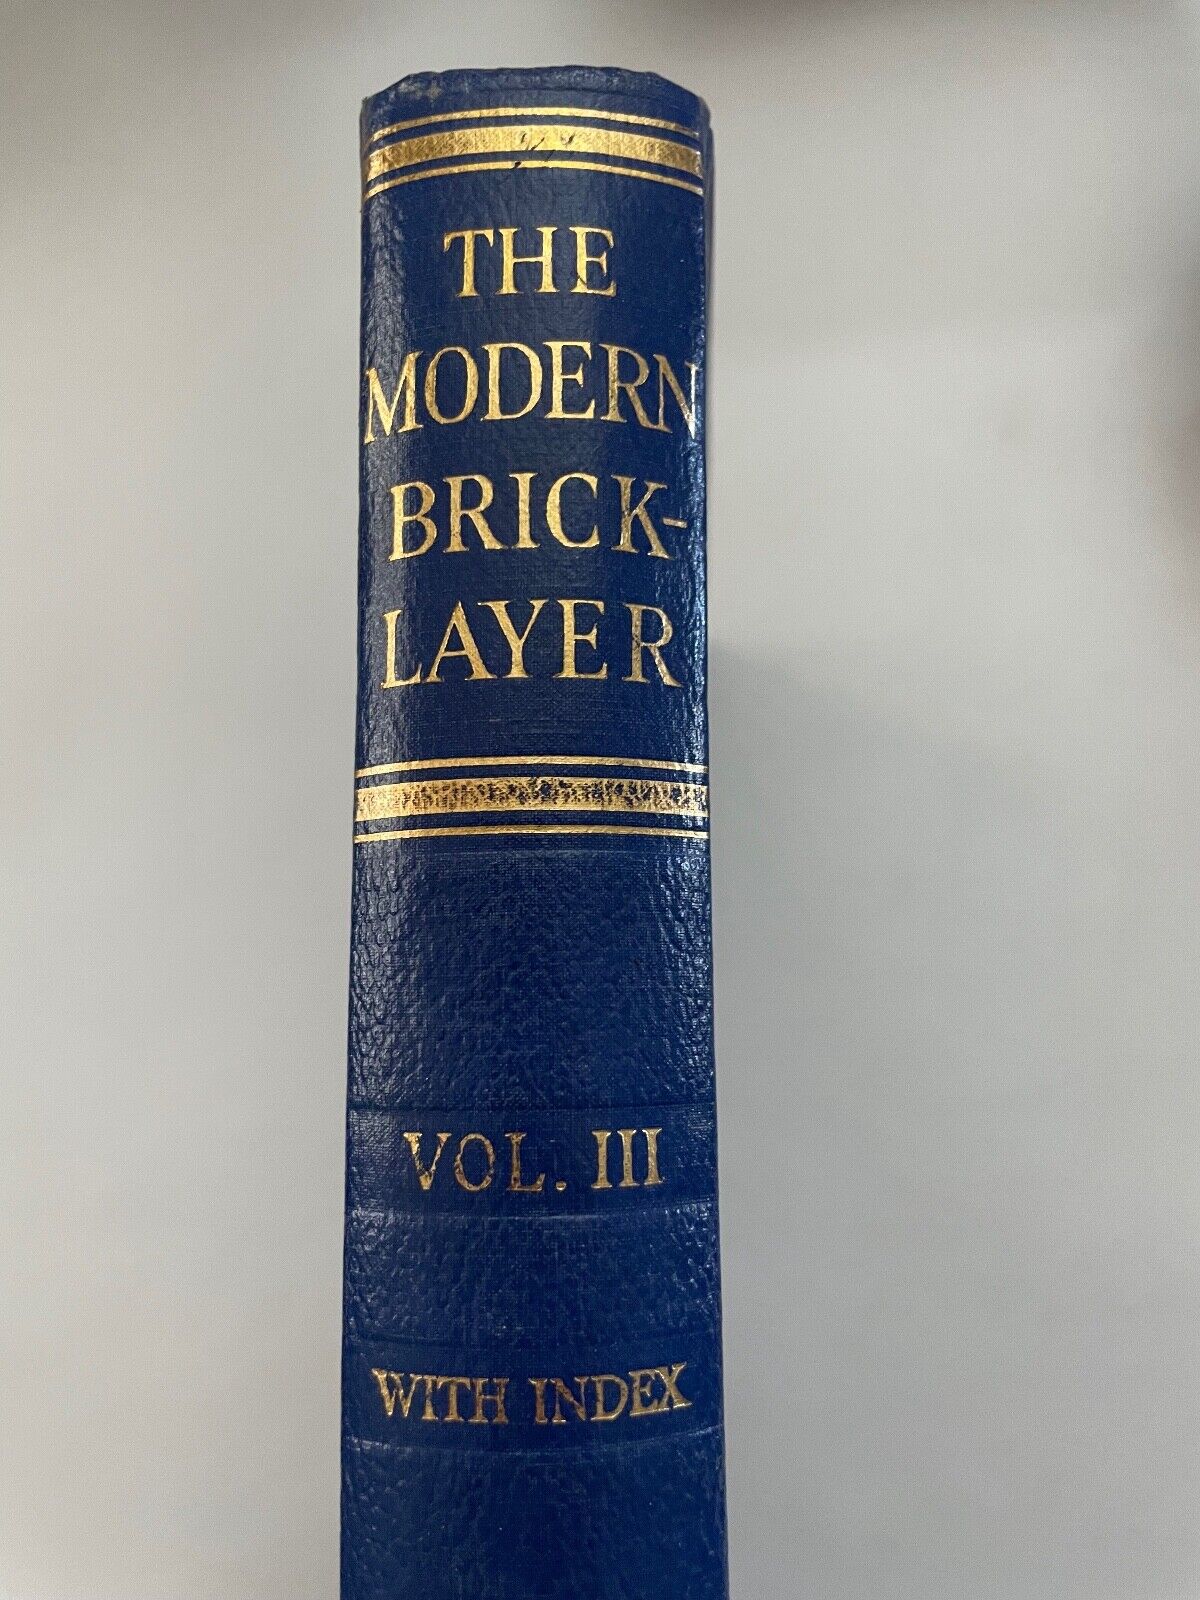 THE
MODERN
BRICK-
LAYER
VOL. III
WITH INDEX